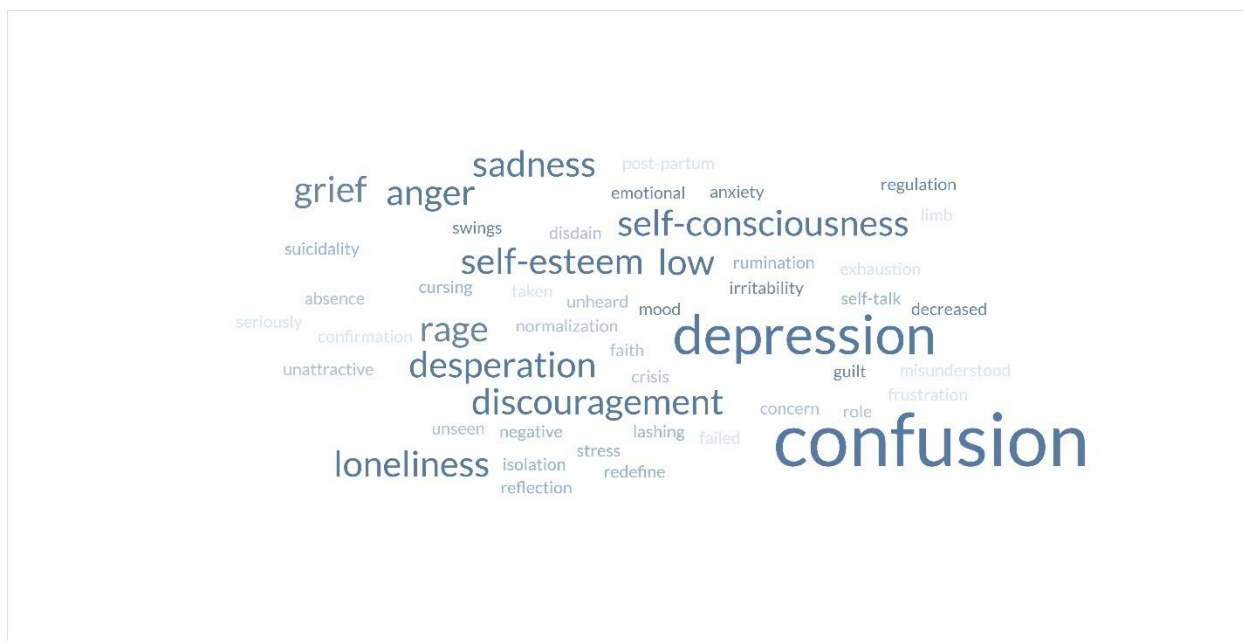 sadness post-partum
grief anger emotional anxiety regulation
swings disdain self-consciousness limb
suicidality self-esteem low rumination exhaustion
absence cursing taken unheard mood irritability self-talk decreased
seriously confirmation rage normalization depression
unattractive desperation faith crisis guilt misunderstood
discouragement concern role frustration
unseen negative lashing failed confusion
loneliness isolation stress redefine
reflection